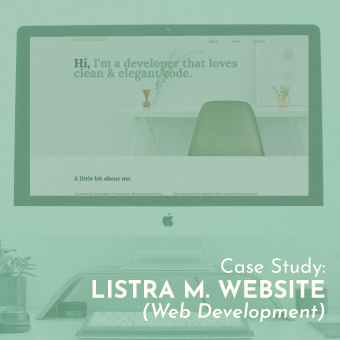 Hi, I'm a developer that loves
clean & elegant code.
A little bit about me.
Case Study:
LISTRA M. WEBSITE
(Web Development)